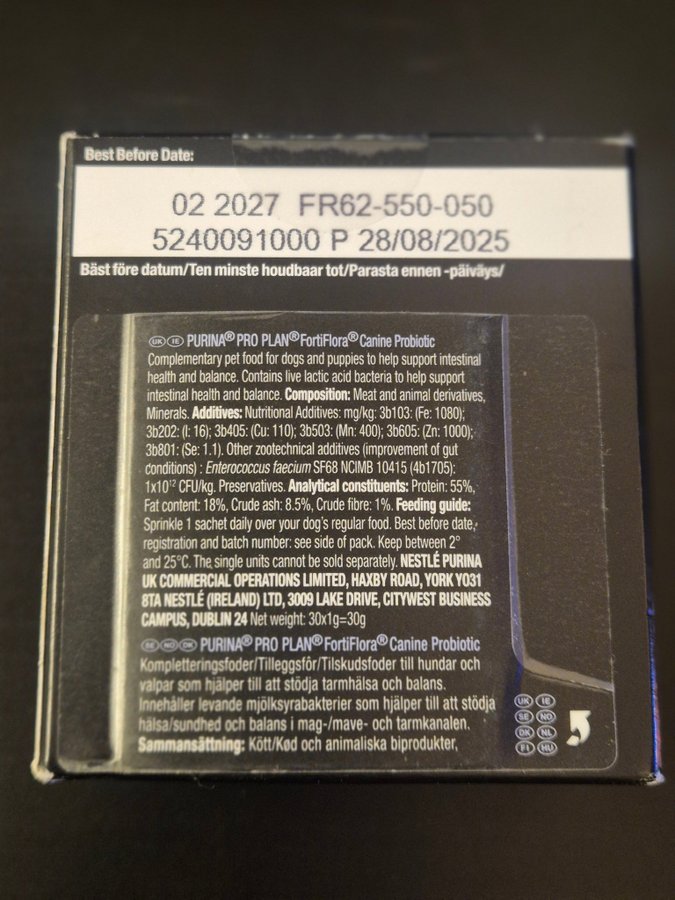 Best Before Date:
02 2027 FR62-550-050
5240091000 P 28/08/2025
Bäst före datum/Ten minste houdbaar tot/Parasta ennen -päiväys/
UK IE PURINA® PRO PLAN® FortiFlora® Canine Probiotic
Complementary pet food for dogs and puppies to help support intestinal
health and balance. Contains live lactic acid bacteria to help support
intestinal health and balance. Composition: Meat and animal derivatives,
Minerals. Additives: Nutritional Additives: mg/kg: 3b103: (Fe: 1080);
3b202: (I: 16); 3b405: (Cu: 110); 3b503: (Mn: 400); 3b605: (Zn: 1000);
3b801: (Se: 1.1). Other zootechnical additives (improvement of gut
conditions) : Enterococcus faecium SF68 NCIMB 10415 (4b1705):
1x10¹² CFU/kg. Preservatives. Analytical constituents: Protein: 55%,
Fat content: 18%, Crude ash: 8.5%, Crude fibre: 1%. Feeding guide:
Sprinkle 1 sachet daily over your dog's regular food. Best before date,
registration and batch number: see side of pack. Keep between 2°
and 25°C. The single units cannot be sold separately. NESTLÉ PURINA
UK COMMERCIAL OPERATIONS LIMITED, HAXBY ROAD, YORK YO31
8TA NESTLÉ (IRELAND) LTD, 3009 LAKE DRIVE, CITYWEST BUSINESS
CAMPUS, DUBLIN 24 Net weight: 30x1g=30g
SE NO DK PURINA® PRO PLAN® FortiFlora® Canine Probiotic
Kompletteringsfoder/Tilleggsfôr/Tilskudsfoder till hundar och
valpar som hjälper till att stödja tarmhälsa och balans.
Innehåller levande mjölksyrabakterier som hjälper till att stödja
hälsa/sundhed och balans i mag-/mave- och tarmkanalen.
Sammansättning: Kött/Kød och animaliska biprodukter,
UK IE
SE NO
DK NL
FI HU